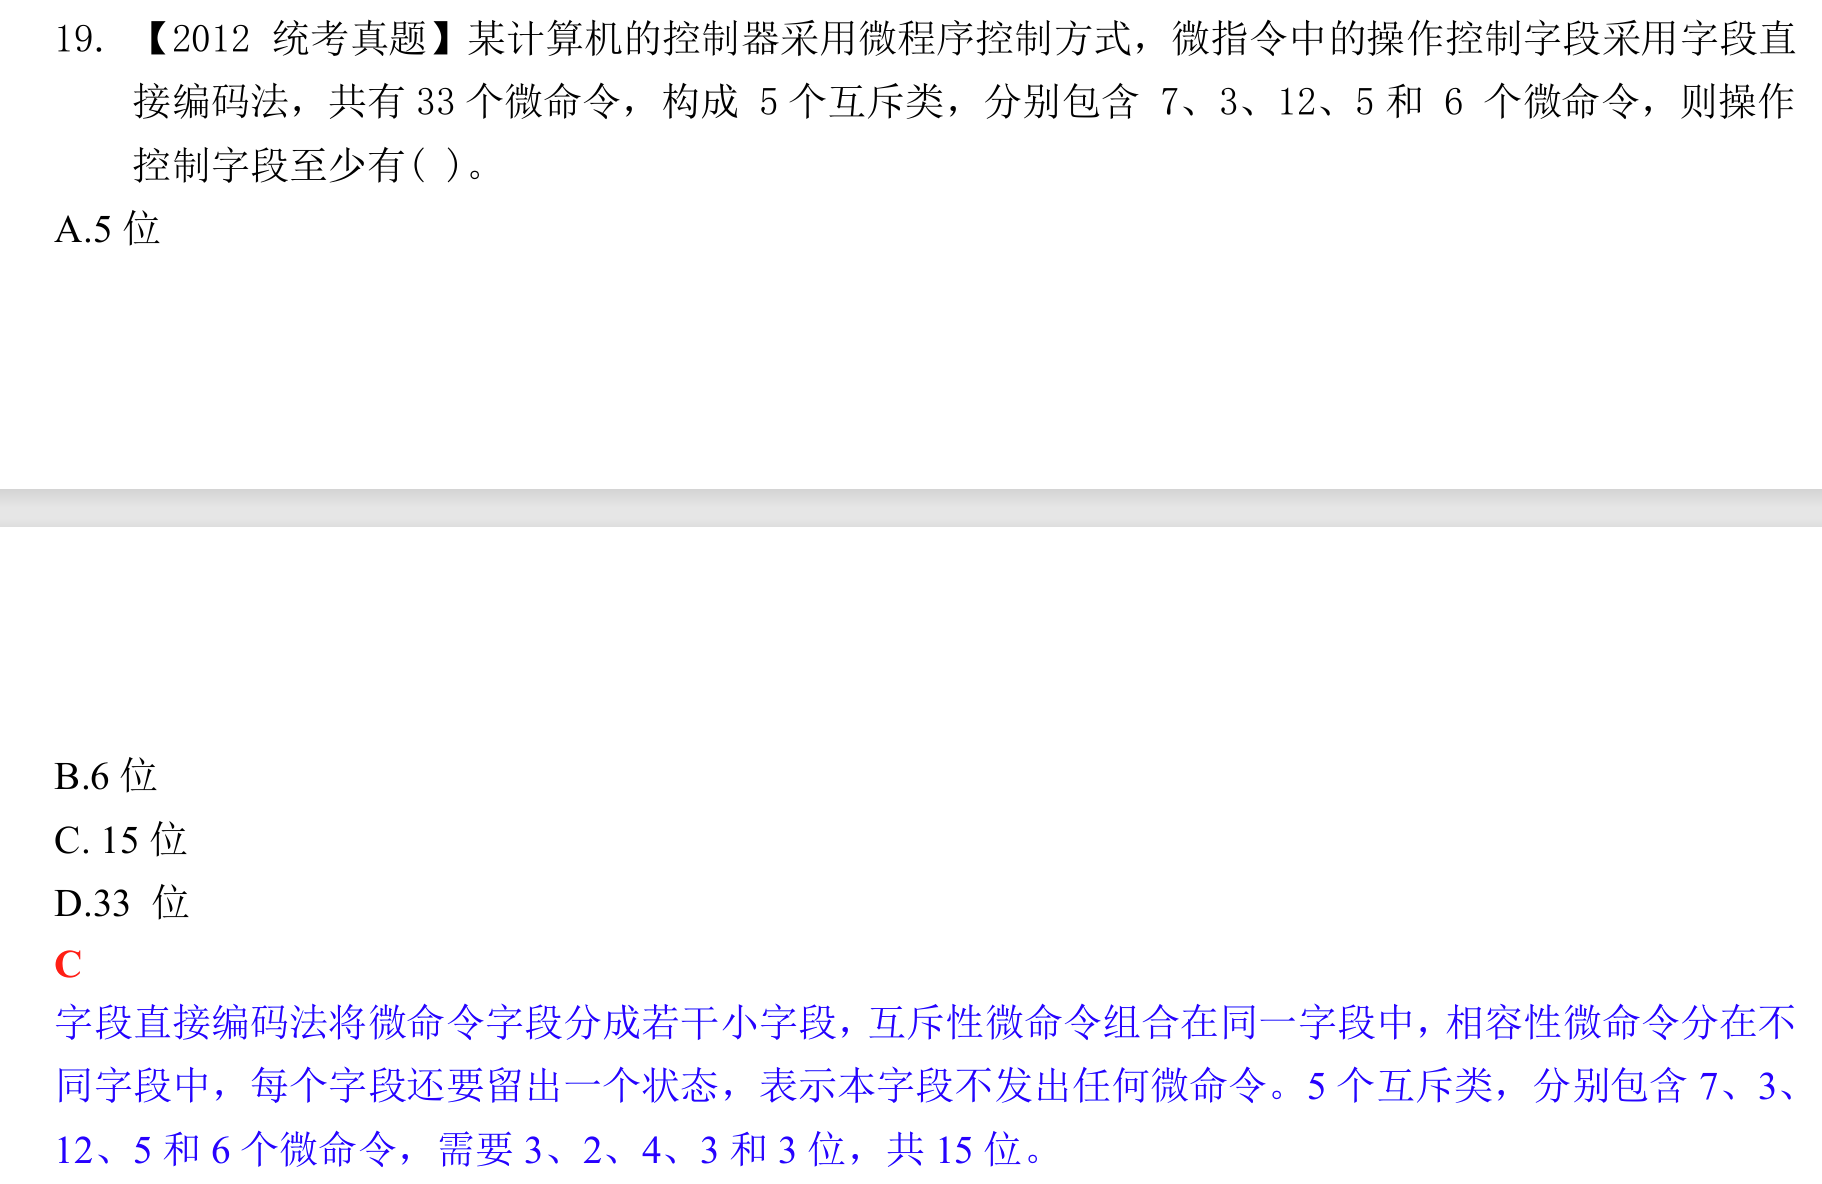 19. 【2012 统考真题】某计算机的控制器采用微程序控制方式，微指令中的操作控制字段采用字段直
接编码法，共有 33 个微命令，构成 5 个互斥类，分别包含 7、3、12、5 和 6 个微命令，则操作
控制字段至少有( )。
A.5 位
B.6 位
C. 15 位
D.33 位
C
字段直接编码法将微命令字段分成若干小字段，互斥性微命令组合在同一字段中，相容性微命令分在不
同字段中，每个字段还要留出一个状态，表示本字段不发出任何微命令。5 个互斥类，分别包含 7、3、
12、5 和 6 个微命令，需要 3、2、4、3 和 3 位，共 15 位。